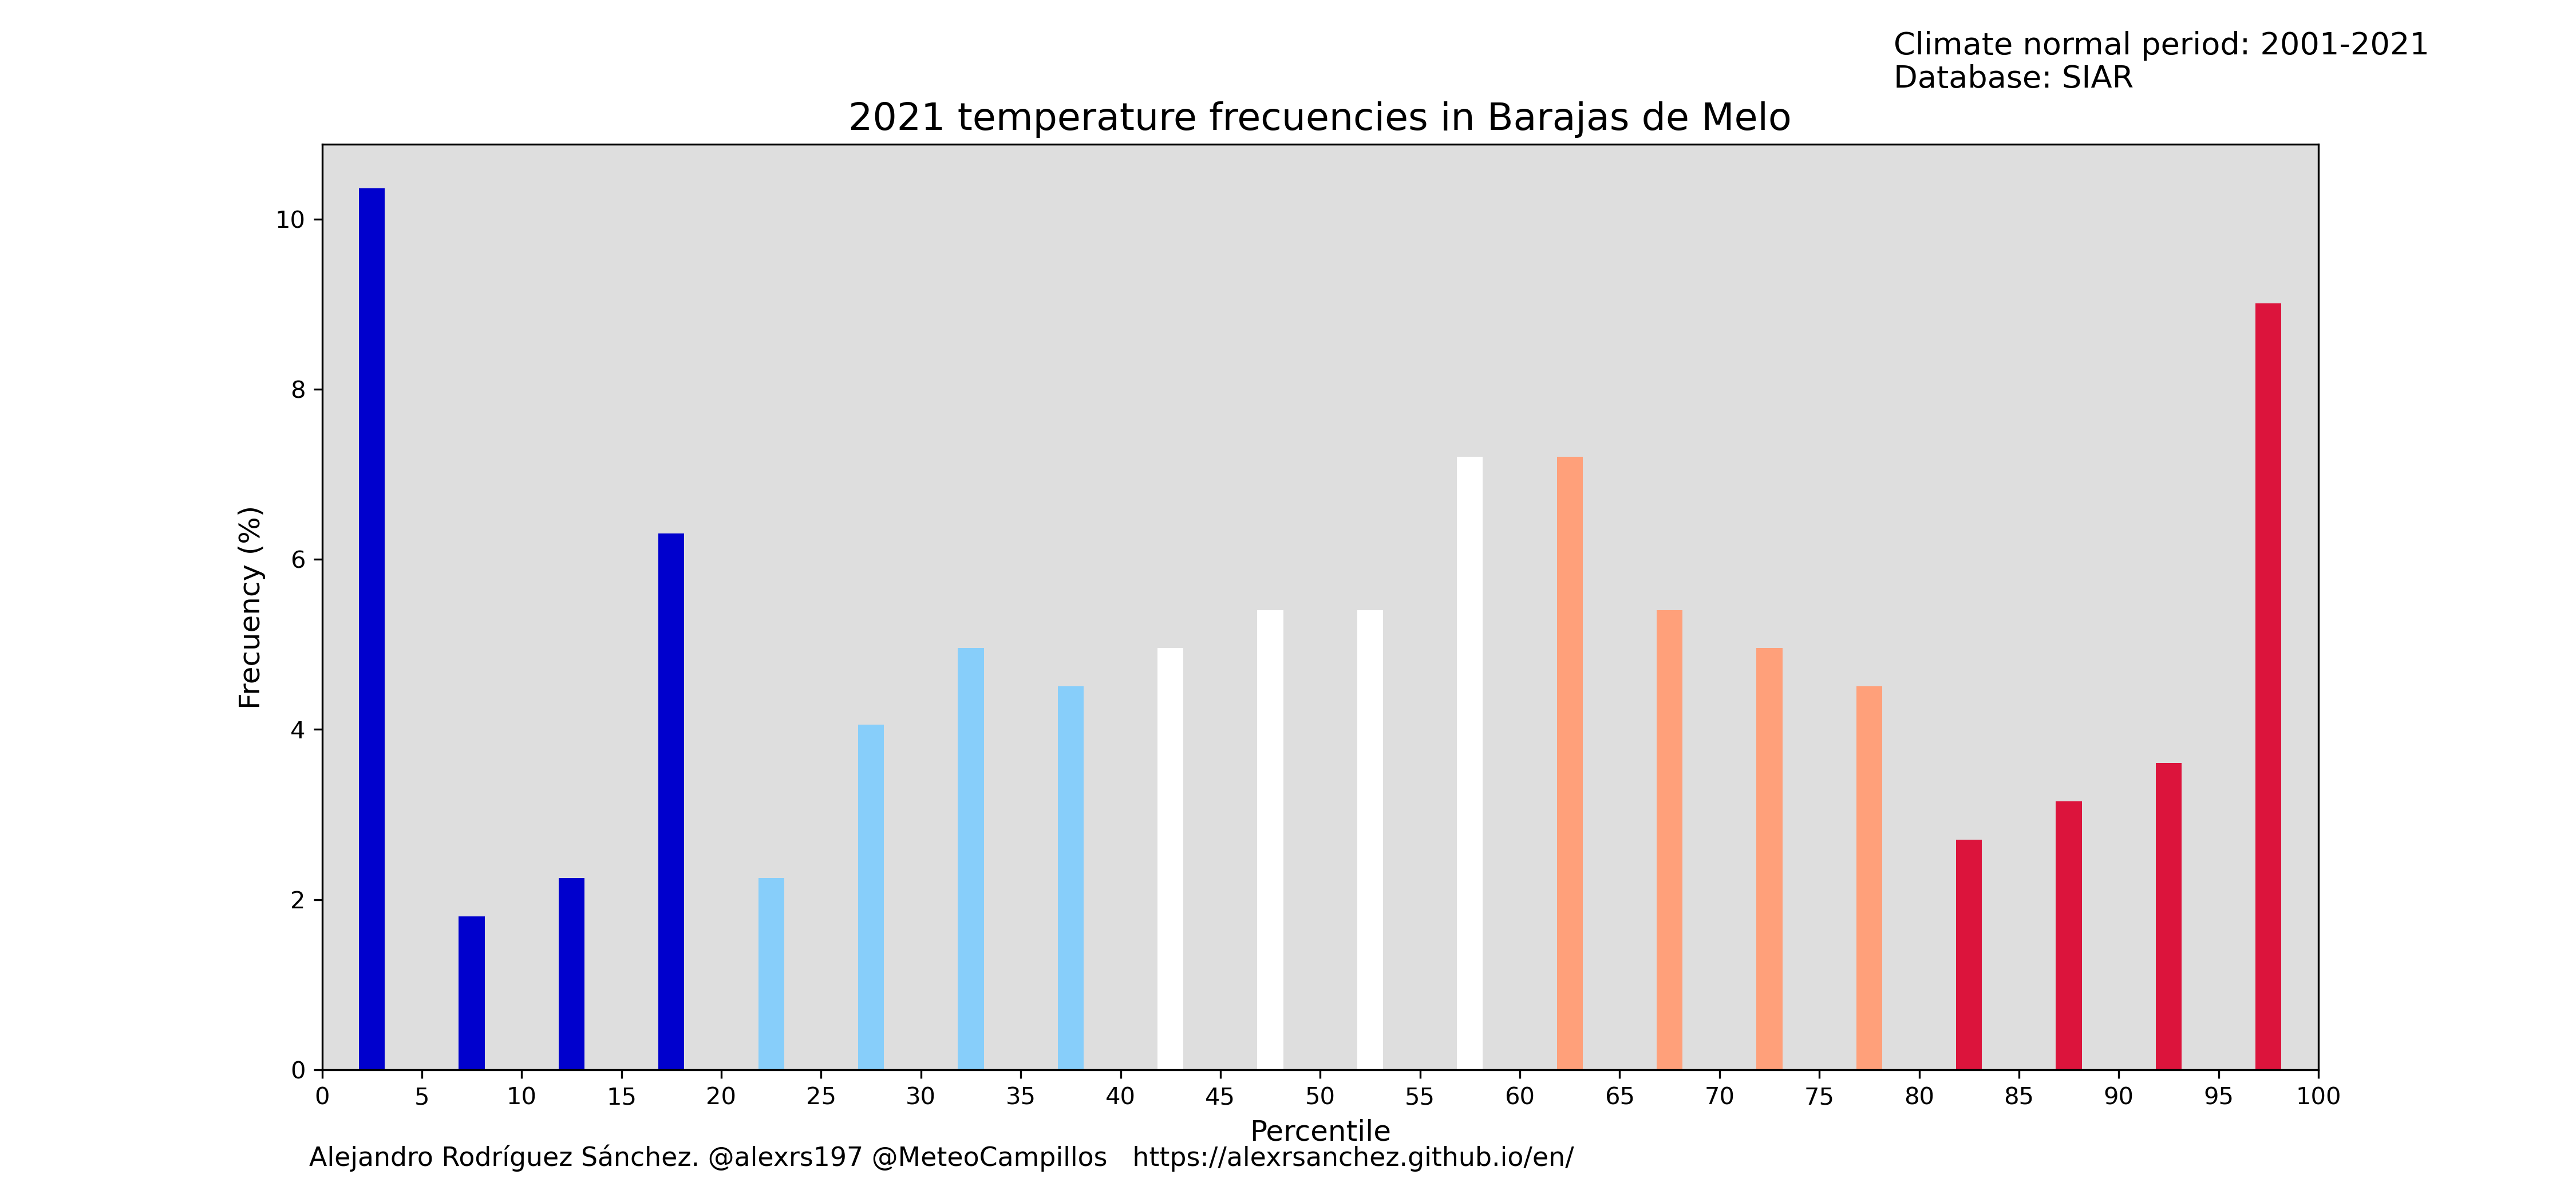 Climate normal period: 2001-2021
Database: SIAR
2021 temperature frecuencies in Barajas de Melo
Frecuency (%)
10
8
6
4
2
0
0 5 10 15 20 25 30 35 40 45 50 55 60 65 70 75 80 85 90 95 100
Percentile
Alejandro Rodríguez Sánchez. @alexrs197 @MeteoCampillos https://alexrsanchez.github.io/en/